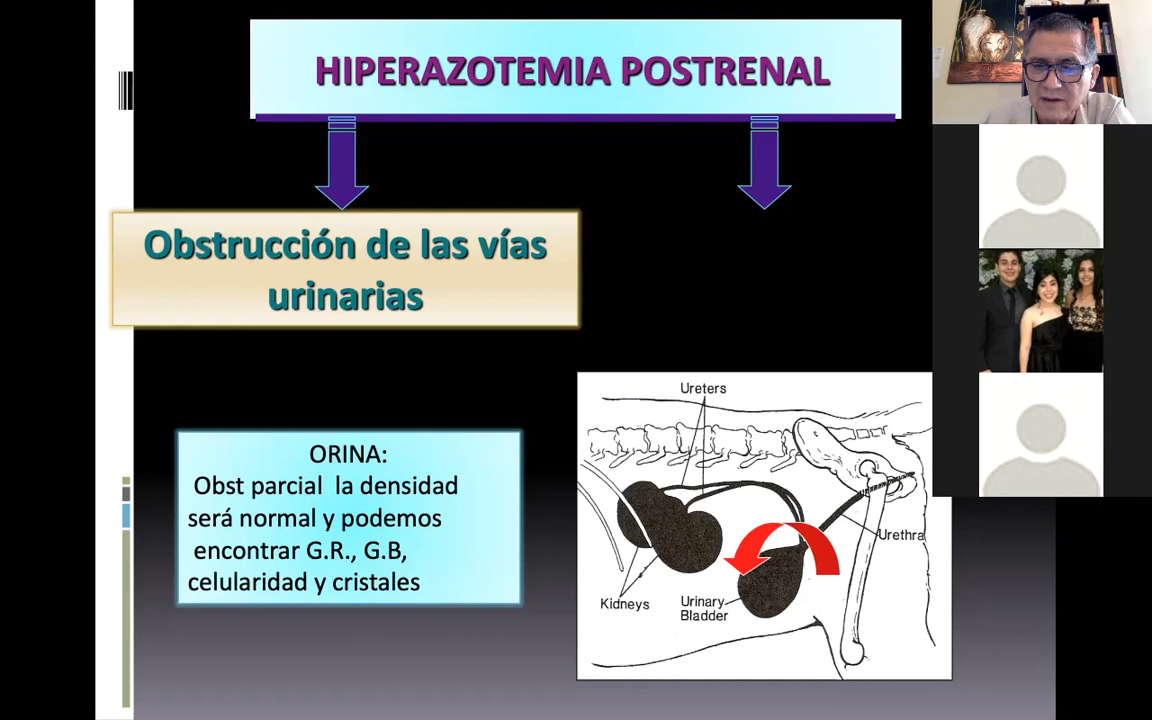 HIPERAZOTEMIA POSTRENAL
Obstrucción de las vías
urinarias
ORINA:
Obst parcial la densidad
será normal y podemos
encontrar G.R., G.B,
celularidad y cristales
Ureters
Urethra
Kidneys
Urinary
Bladder